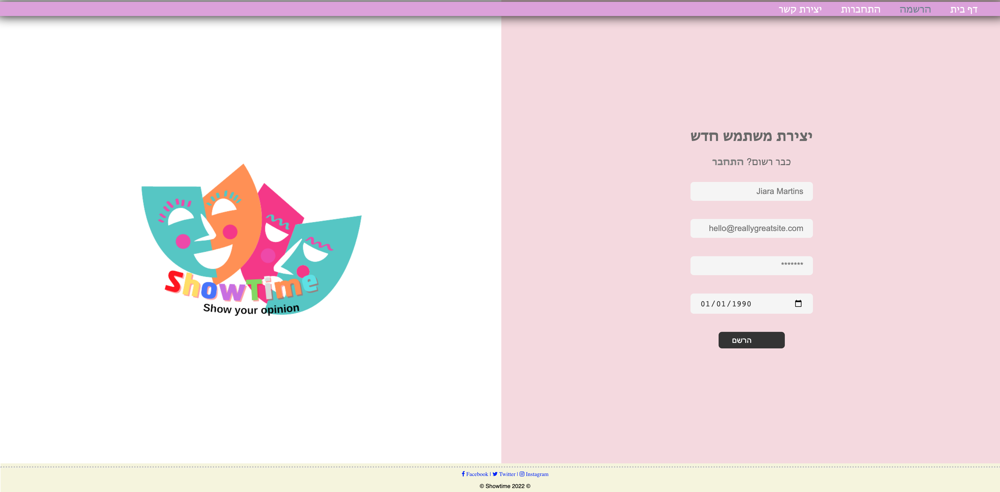 דף בית הרשמה התחברות יצירת קשר
יצירת משתמש חדש
כבר רשום? התחבר
Jiara Martins
hello@reallygreatsite.com
*******
01/01/1990
הרשם
ShowTime
Show your opinion
Facebook | Twitter | Instagram
© Showtime 2022 ©